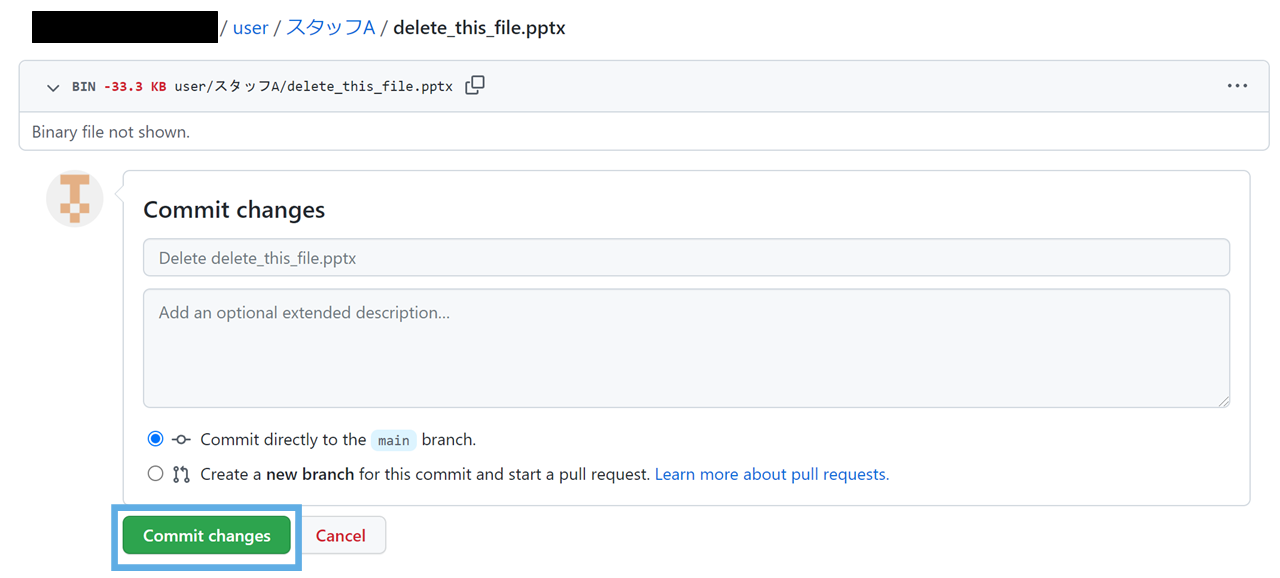 / user / スタッフA / delete_this_file.pptx
BIN -33.3 KB user/スタッフA/delete_this_file.pptx
Binary file not shown.
Commit changes
Delete delete_this_file.pptx
Add an optional extended description...
Commit directly to the main branch.
Create a new branch for this commit and start a pull request. Learn more about pull requests.
Commit changes Cancel